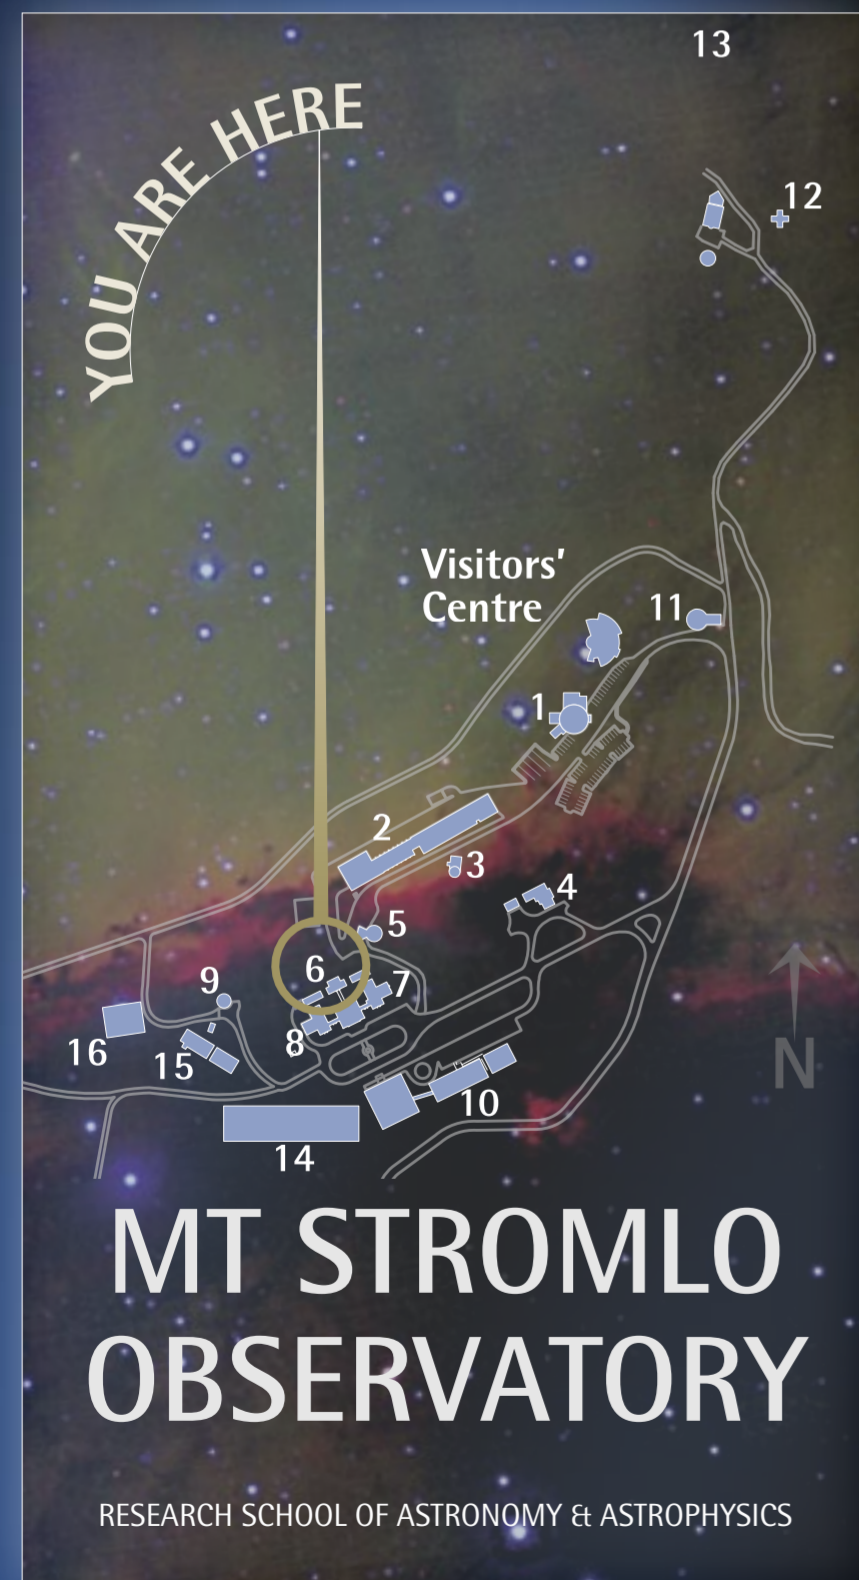 13
YOU ARE HERE
12
Visitors’
Centre
11
1
2
3
4
5
6
7
9
8
16
15
10
14
N
MT STROMLO
OBSERVATORY
RESEARCH SCHOOL OF ASTRONOMY & ASTROPHYSICS